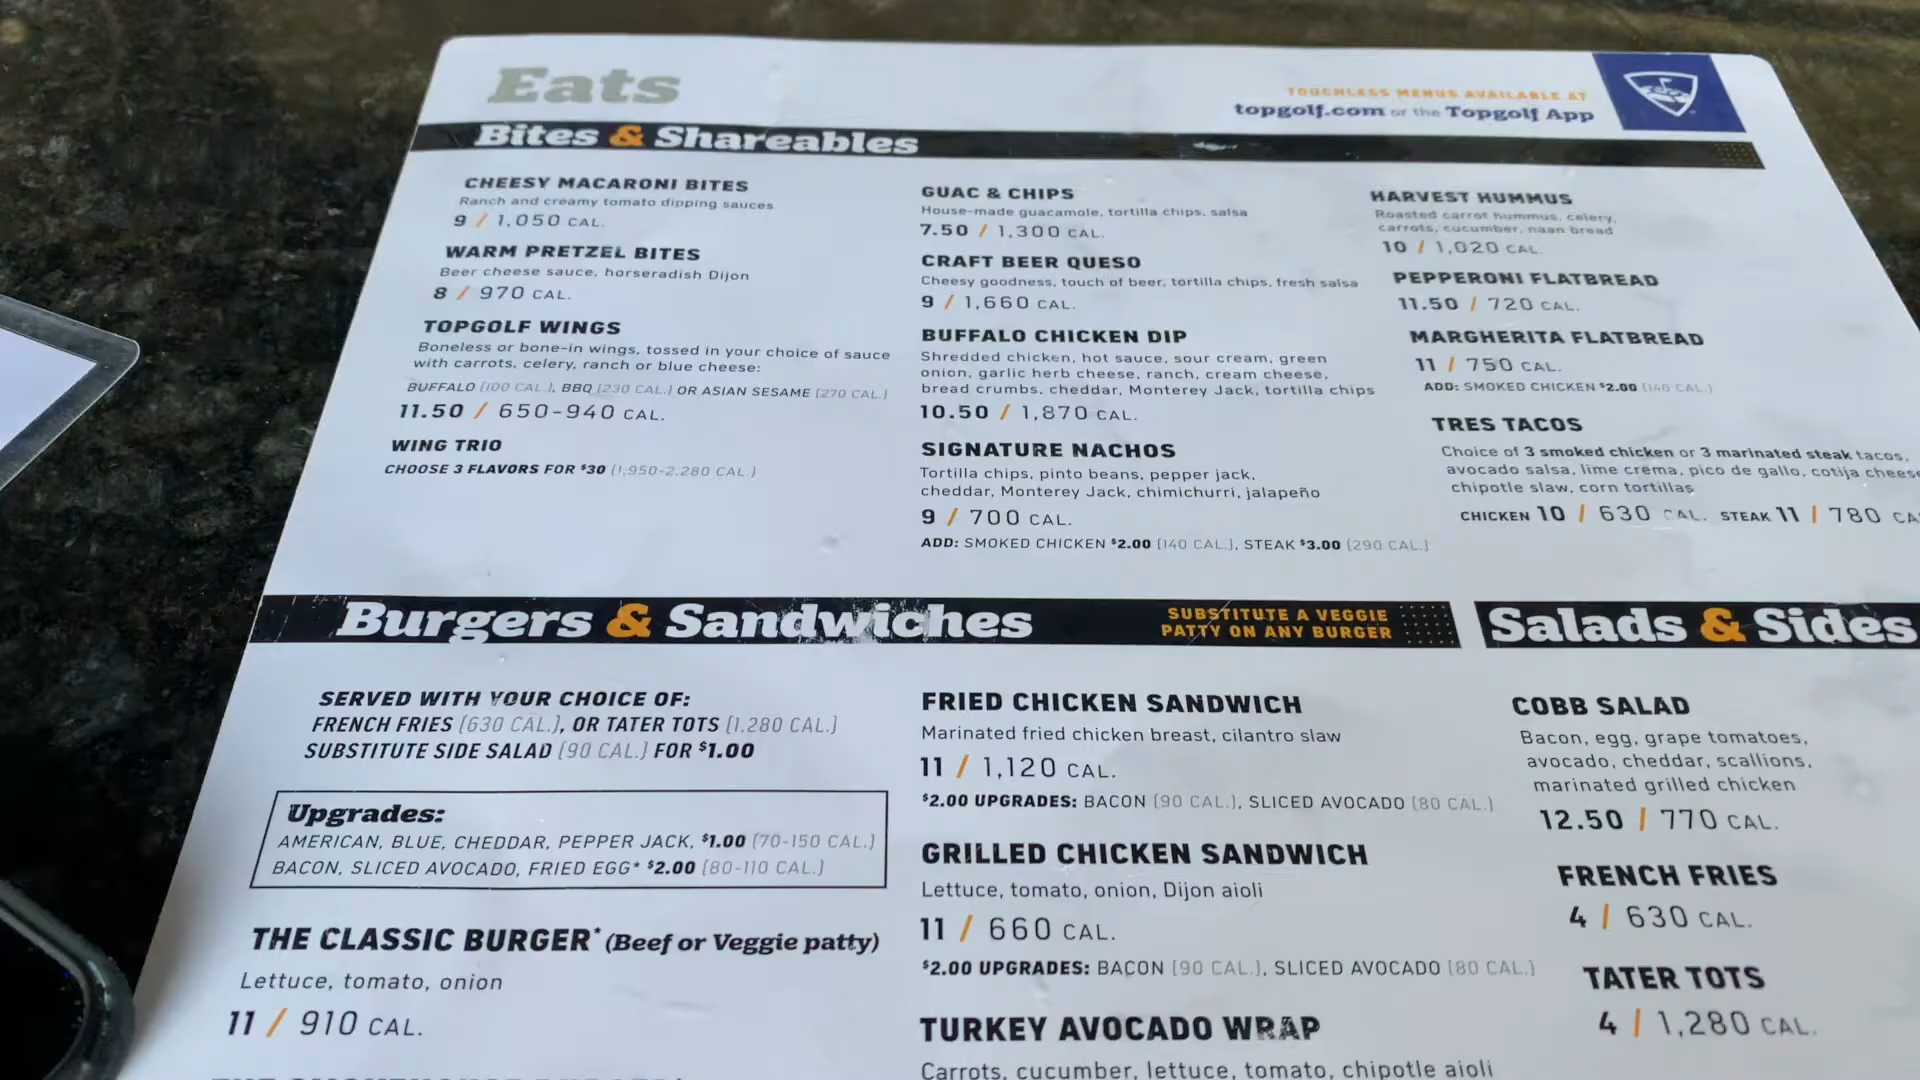 Eats
TOUCHLESS MENUS AVAILABLE AT
topgolf.com or the Topgolf App
Bites & Shareables
CHEESY MACARONI BITES
Ranch and creamy tomato dipping sauces
9 / 1,050 CAL.
WARM PRETZEL BITES
Beer cheese sauce, horseradish Dijon
8 / 970 CAL.
TOPGOLF WINGS
Boneless or bone-in wings, tossed in your choice of sauce
with carrots, celery, ranch or blue cheese:
BUFFALO (100 CAL.), BBQ (230 CAL.) OR ASIAN SESAME (270 CAL.)
11.50 / 650-940 CAL.
WING TRIO
CHOOSE 3 FLAVORS FOR $30 (1,950-2,280 CAL.)
GUAC & CHIPS
House-made guacamole, tortilla chips, salsa
7.50 / 1,300 CAL.
CRAFT BEER QUESO
Cheesy goodness, touch of beer, tortilla chips, fresh salsa
9 / 1,660 CAL.
BUFFALO CHICKEN DIP
Shredded chicken, hot sauce, sour cream, green
onion, garlic herb cheese, ranch, cream cheese,
bread crumbs, cheddar, Monterey Jack, tortilla chips
10.50 / 1,870 CAL.
SIGNATURE NACHOS
Tortilla chips, pinto beans, pepper jack,
cheddar, Monterey Jack, chimichurri, jalapeño
9 / 700 CAL.
ADD: SMOKED CHICKEN $2.00 (140 CAL.), STEAK $3.00 (290 CAL.)
HARVEST HUMMUS
Roasted carrot hummus, celery,
carrots, cucumber, naan bread
10 / 1,020 CAL.
PEPPERONI FLATBREAD
11.50 / 720 CAL.
MARGHERITA FLATBREAD
11 / 750 CAL.
ADD: SMOKED CHICKEN $2.00 (140 CAL.)
TRES TACOS
Choice of 3 smoked chicken or 3 marinated steak tacos,
avocado salsa, lime crema, pico de gallo, cotija cheese
chipotle slaw, corn tortillas
CHICKEN 10 / 630 CAL. STEAK 11 / 780 CA
Burgers & Sandwiches
SUBSTITUTE A VEGGIE
PATTY ON ANY BURGER
SERVED WITH YOUR CHOICE OF:
FRENCH FRIES (630 CAL.), OR TATER TOTS (1,280 CAL.)
SUBSTITUTE SIDE SALAD (90 CAL.) FOR $1.00
Upgrades:
AMERICAN, BLUE, CHEDDAR, PEPPER JACK, $1.00 (70-150 CAL.)
BACON, SLICED AVOCADO, FRIED EGG* $2.00 (80-110 CAL.)
THE CLASSIC BURGER* (Beef or Veggie patty)
Lettuce, tomato, onion
11 / 910 CAL.
FRIED CHICKEN SANDWICH
Marinated fried chicken breast, cilantro slaw
11 / 1,120 CAL.
$2.00 UPGRADES: BACON (90 CAL.), SLICED AVOCADO (80 CAL.)
GRILLED CHICKEN SANDWICH
Lettuce, tomato, onion, Dijon aioli
11 / 660 CAL.
$2.00 UPGRADES: BACON (90 CAL.), SLICED AVOCADO (80 CAL.)
TURKEY AVOCADO WRAP
Carrots, cucumber, lettuce, tomato, chipotle aioli
Salads & Sides
COBB SALAD
Bacon, egg, grape tomatoes,
avocado, cheddar, scallions,
marinated grilled chicken
12.50 / 770 CAL.
FRENCH FRIES
4 / 630 CAL.
TATER TOTS
4 / 1,280 CAL.